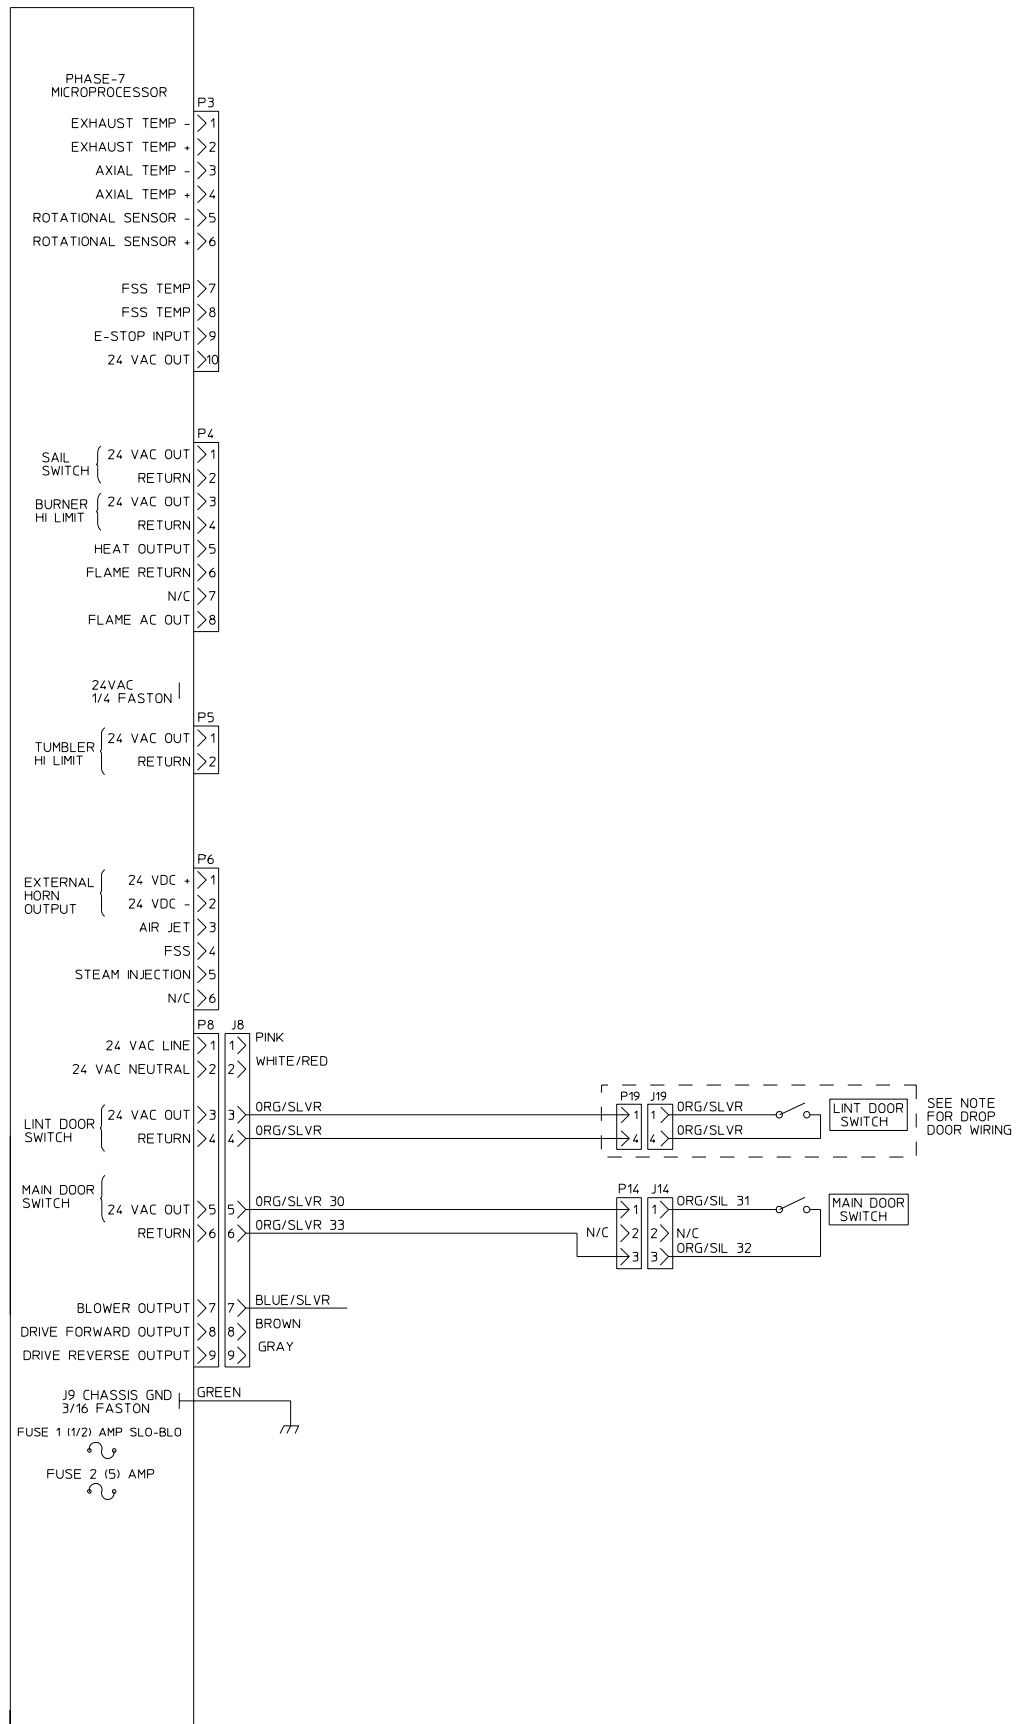 PHASE-7
MICROPROCESSOR
P3
EXHAUST TEMP - 1
EXHAUST TEMP + 2
AXIAL TEMP - 3
AXIAL TEMP + 4
ROTATIONAL SENSOR - 5
ROTATIONAL SENSOR + 6
FSS TEMP 7
FSS TEMP 8
E-STOP INPUT 9
24 VAC OUT 10
P4
SAIL
SWITCH
24 VAC OUT 1
RETURN 2
BURNER
HI LIMIT
24 VAC OUT 3
RETURN 4
HEAT OUTPUT 5
FLAME RETURN 6
N/C 7
FLAME AC OUT 8
24VAC
1/4 FASTON
P5
TUMBLER
HI LIMIT
24 VAC OUT 1
RETURN 2
P6
EXTERNAL
HORN
OUTPUT
24 VDC + 1
24 VDC - 2
AIR JET 3
FSS 4
STEAM INJECTION 5
N/C 6
P8 J8
24 VAC LINE 1 1 PINK
24 VAC NEUTRAL 2 2 WHITE/RED
LINT DOOR
SWITCH
24 VAC OUT 3 3 ORG/SLVR
RETURN 4 4 ORG/SLVR
P19 J19
1 1 ORG/SLVR
4 4 ORG/SLVR
LINT DOOR
SWITCH
SEE NOTE
FOR DROP
DOOR WIRING
MAIN DOOR
SWITCH
24 VAC OUT 5 5 ORG/SLVR 30
RETURN 6 6 ORG/SLVR 33
P14 J14
1 1 ORG/SIL 31
N/C 2 2 N/C
3 3 ORG/SIL 32
MAIN DOOR
SWITCH
BLOWER OUTPUT 7 7 BLUE/SLVR
DRIVE FORWARD OUTPUT 8 8 BROWN
DRIVE REVERSE OUTPUT 9 9 GRAY
J9 CHASSIS GND
3/16 FASTON
GREEN
FUSE 1 (1/2) AMP SLO-BLO
FUSE 2 (5) AMP